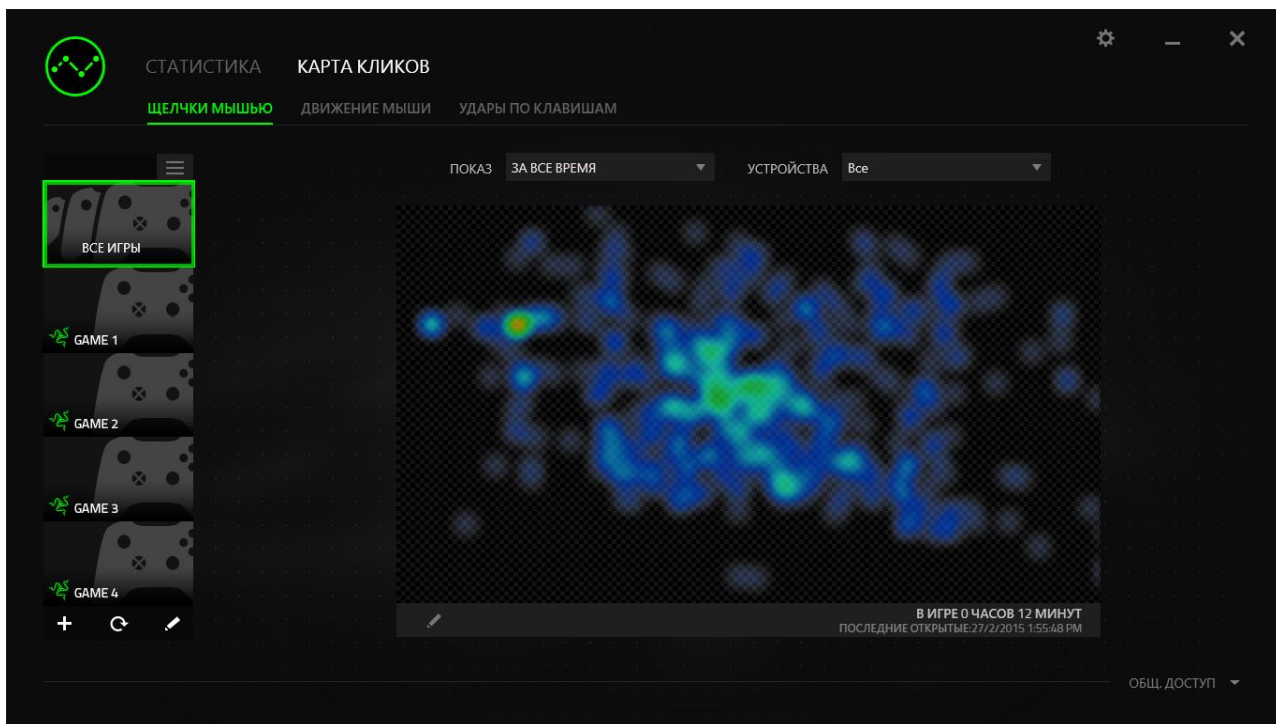 СТАТИСТИКА КАРТА КЛИКОВ
ЩЕЛЧКИ МЫШЬЮ ДВИЖЕНИЕ МЫШИ УДАРЫ ПО КЛАВИШАМ
ПОКАЗ ЗА ВСЕ ВРЕМЯ УСТРОЙСТВА Все
ВСЕ ИГРЫ
GAME 1
GAME 2
GAME 3
GAME 4
В ИГРЕ 0 ЧАСОВ 12 МИНУТ
ПОСЛЕДНИЕ ОТКРЫТЫЕ:27/2/2015 1:55:48 PM
ОБЩ. ДОСТУП